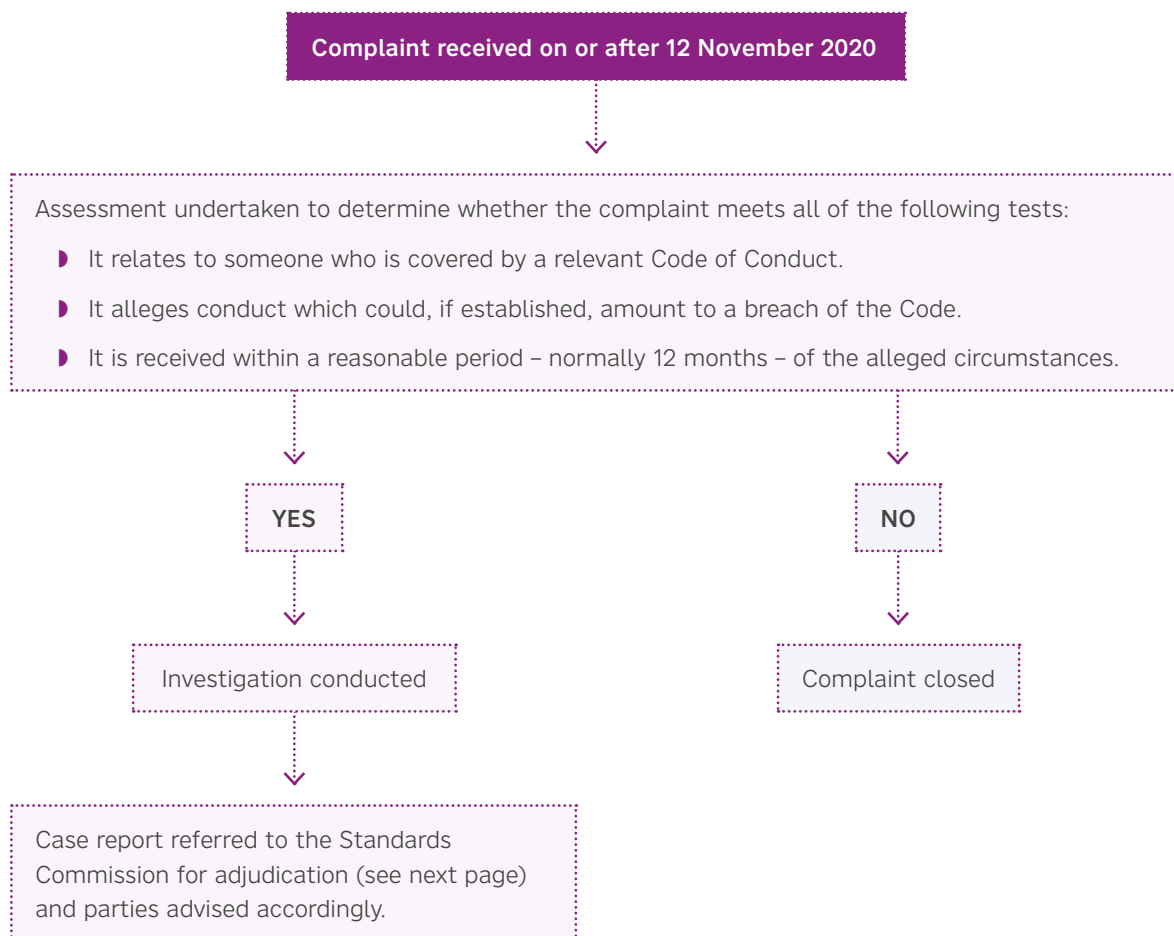 Complaint received on or after 12 November 2020
Assessment undertaken to determine whether the complaint meets all of the following tests:
It relates to someone who is covered by a relevant Code of Conduct.
It alleges conduct which could, if established, amount to a breach of the Code.
It is received within a reasonable period – normally 12 months – of the alleged circumstances.
YES
NO
Investigation conducted
Complaint closed
Case report referred to the Standards
Commission for adjudication (see next page)
and parties advised accordingly.